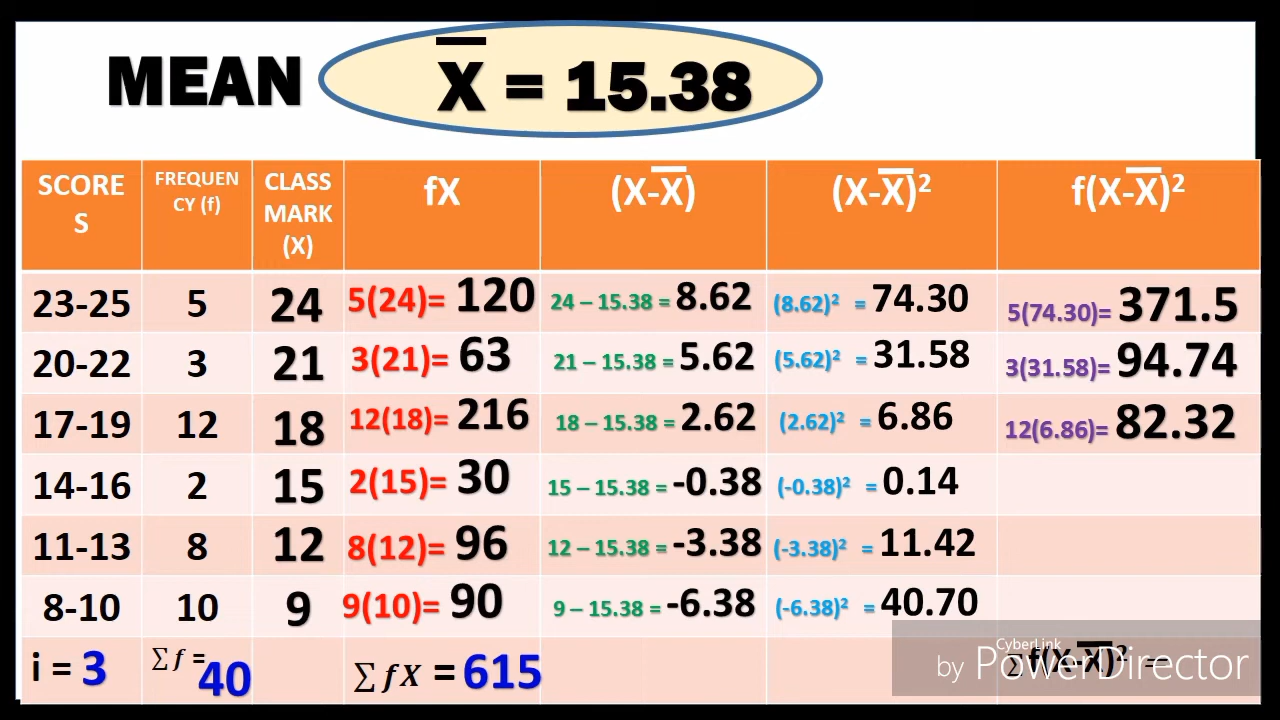 MEAN X̅ = 15.38
SCORE
S
FREQUEN
CY (f)
CLASS
MARK
(X)
fX
(X-X̅)
(X-X̅)²
f(X-X̅)²
23-25 5 24 5(24)= 120 24 – 15.38 = 8.62 (8.62)² = 74.30 5(74.30)= 371.5
20-22 3 21 3(21)= 63 21 – 15.38 = 5.62 (5.62)² = 31.58 3(31.58)= 94.74
17-19 12 18 12(18)= 216 18 – 15.38 = 2.62 (2.62)² = 6.86 12(6.86)= 82.32
14-16 2 15 2(15)= 30 15 – 15.38 = -0.38 (-0.38)² = 0.14
11-13 8 12 8(12)= 96 12 – 15.38 = -3.38 (-3.38)² = 11.42
8-10 10 9 9(10)= 90 9 – 15.38 = -6.38 (-6.38)² = 40.70
i = 3 ∑f = 40 ∑fX = 615 ∑f(X-X̅)² =
CyberLink
by PowerDirector